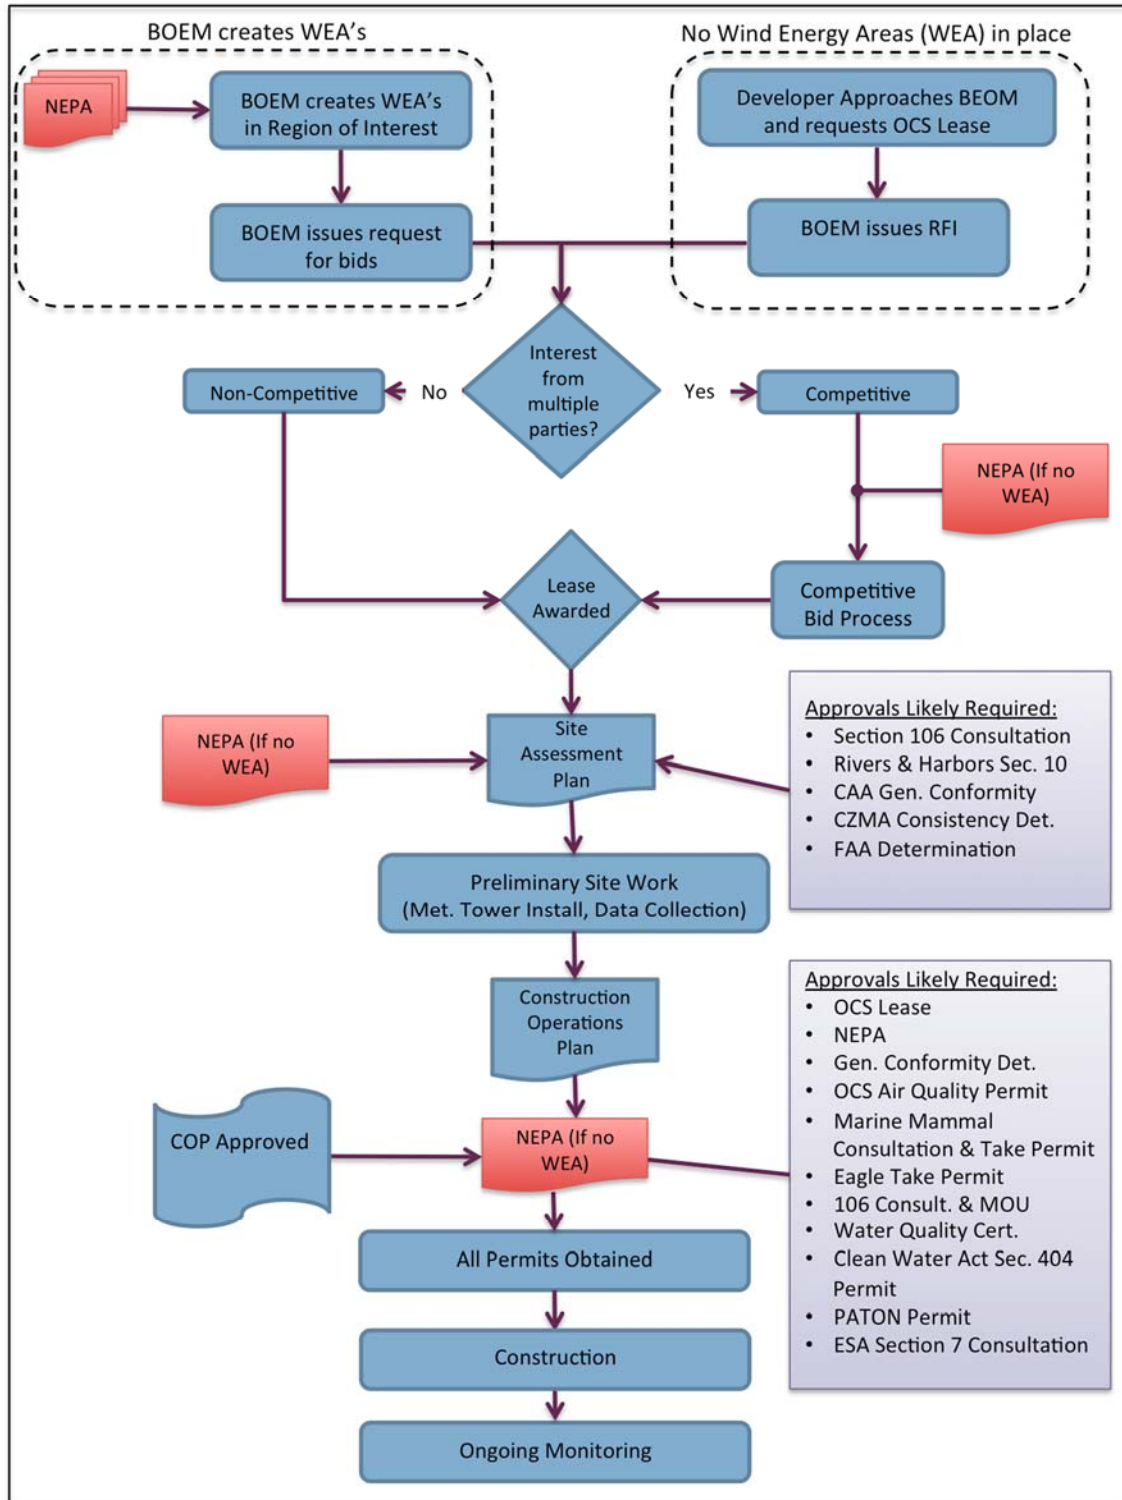 BOEM creates WEA's
No Wind Energy Areas (WEA) in place
NEPA
BOEM creates WEA's
in Region of Interest
Developer Approaches BEOM
and requests OCS Lease
BOEM issues request
for bids
BOEM issues RFI
Interest
from
multiple
parties?
Non-Competitive
No
Yes
Competitive
NEPA (If no
WEA)
Lease
Awarded
Competitive
Bid Process
NEPA (If no
WEA)
Site
Assessment
Plan
Approvals Likely Required:
• Section 106 Consultation
• Rivers & Harbors Sec. 10
• CAA Gen. Conformity
• CZMA Consistency Det.
• FAA Determination
Preliminary Site Work
(Met. Tower Install, Data Collection)
Construction
Operations
Plan
Approvals Likely Required:
• OCS Lease
• NEPA
• Gen. Conformity Det.
• OCS Air Quality Permit
• Marine Mammal
Consultation & Take Permit
• Eagle Take Permit
• 106 Consult. & MOU
• Water Quality Cert.
• Clean Water Act Sec. 404
Permit
• PATON Permit
• ESA Section 7 Consultation
COP Approved
NEPA (If no
WEA)
All Permits Obtained
Construction
Ongoing Monitoring